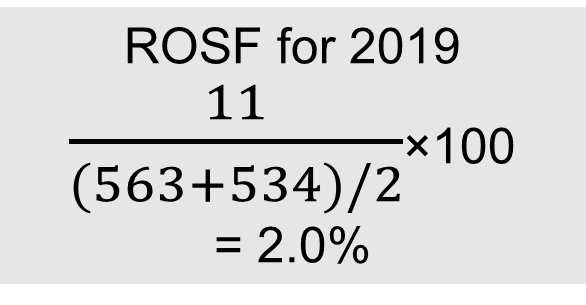 ROSF for 2019
11
(563+534)/2
×100
= 2.0%